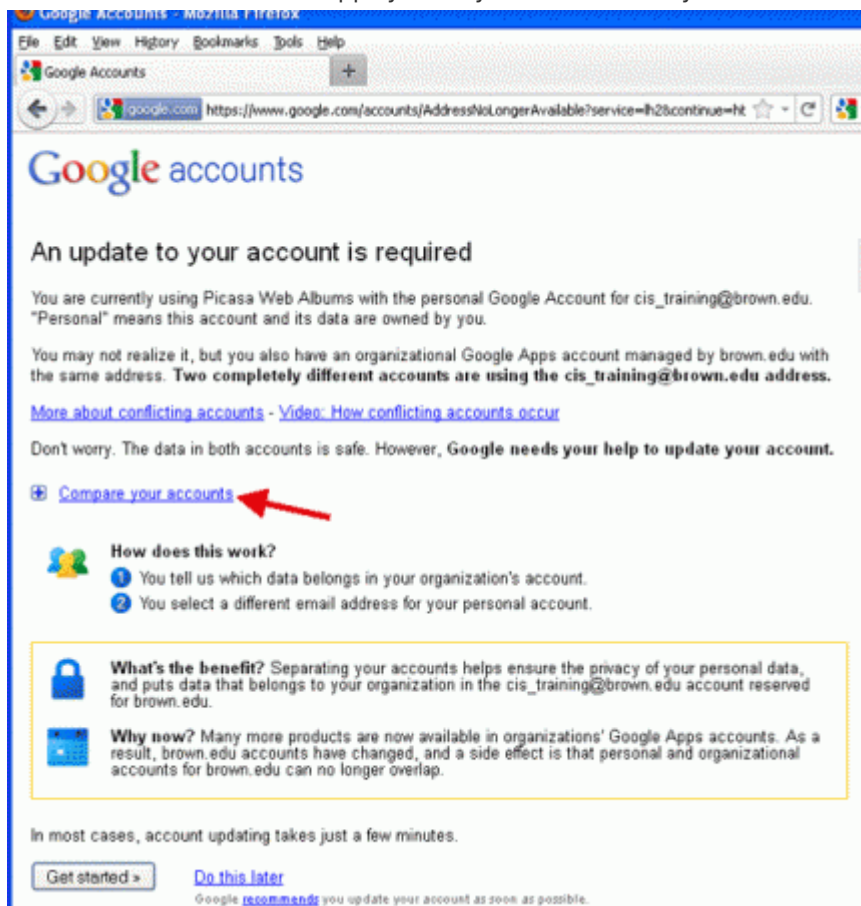 Google Accounts - Mozilla Firefox
File Edit View History Bookmarks Tools Help
Google Accounts +
google.com https://www.google.com/accounts/AddressNoLongerAvailable?service=lh2&continue=ht
Google accounts
An update to your account is required
You are currently using Picasa Web Albums with the personal Google Account for cis_training@brown.edu.
"Personal" means this account and its data are owned by you.
You may not realize it, but you also have an organizational Google Apps account managed by brown.edu with
the same address. Two completely different accounts are using the cis_training@brown.edu address.
More about conflicting accounts - Video: How conflicting accounts occur
Don't worry. The data in both accounts is safe. However, Google needs your help to update your account.
Compare your accounts
How does this work?
1 You tell us which data belongs in your organization's account.
2 You select a different email address for your personal account.
What's the benefit? Separating your accounts helps ensure the privacy of your personal data,
and puts data that belongs to your organization in the cis_training@brown.edu account reserved
for brown.edu.
Why now? Many more products are now available in organizations' Google Apps accounts. As a
result, brown.edu accounts have changed, and a side effect is that personal and organizational
accounts for brown.edu can no longer overlap.
In most cases, account updating takes just a few minutes.
Get started » Do this later
Google recommends you update your account as soon as possible.